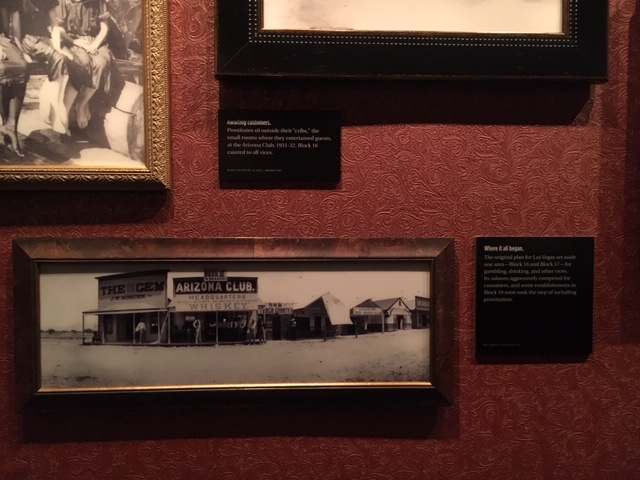 Awaiting customers.
Prostitutes sit outside their "cribs," the
small rooms where they entertained guests,
at the Arizona Club, 1931-32. Block 16
catered to all vices.
Where it all began.
The original plan for Las Vegas set aside
one area—Block 16 and Block 17—for
gambling, drinking, and other vices.
Its saloons aggressively competed for
customers, and some establishments in
Block 16 soon took the step of including
prostitution.
THE GEM
ARIZONA CLUB.
HEADQUARTERS
WHISKEY